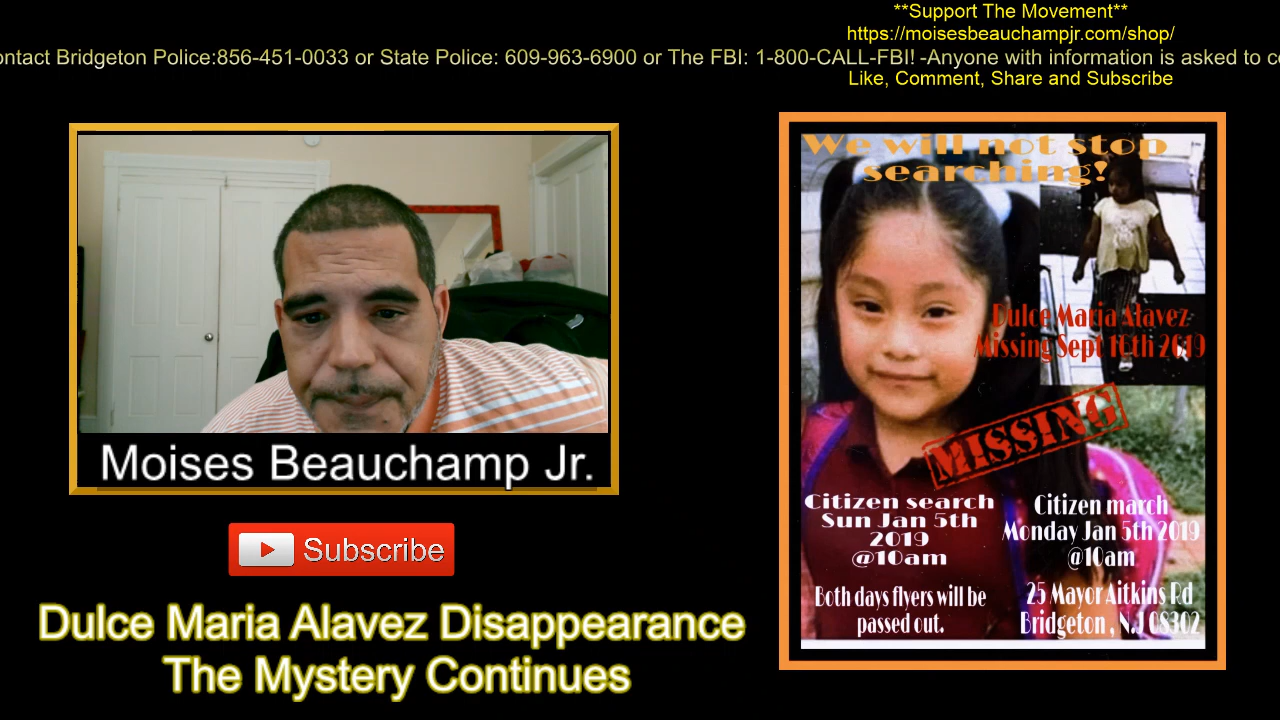 **Support The Movement**
https://moisesbeauchampjr.com/shop/
ontact Bridgeton Police:856-451-0033 or State Police: 609-963-6900 or The FBI: 1-800-CALL-FBI! -Anyone with information is asked to co
Like, Comment, Share and Subscribe
We will not stop
searching!
Dulce Maria Alavez
Missing Sept 16th 2019
MISSING
Citizen search
Sun Jan 5th
2019
@10am
Both days flyers will be
passed out.
Citizen march
Monday Jan 5th 2019
@10am
25 Mayor Aitkins Rd
Bridgeton , N.J 08302
Moises Beauchamp Jr.
Subscribe
Dulce Maria Alavez Disappearance
The Mystery Continues